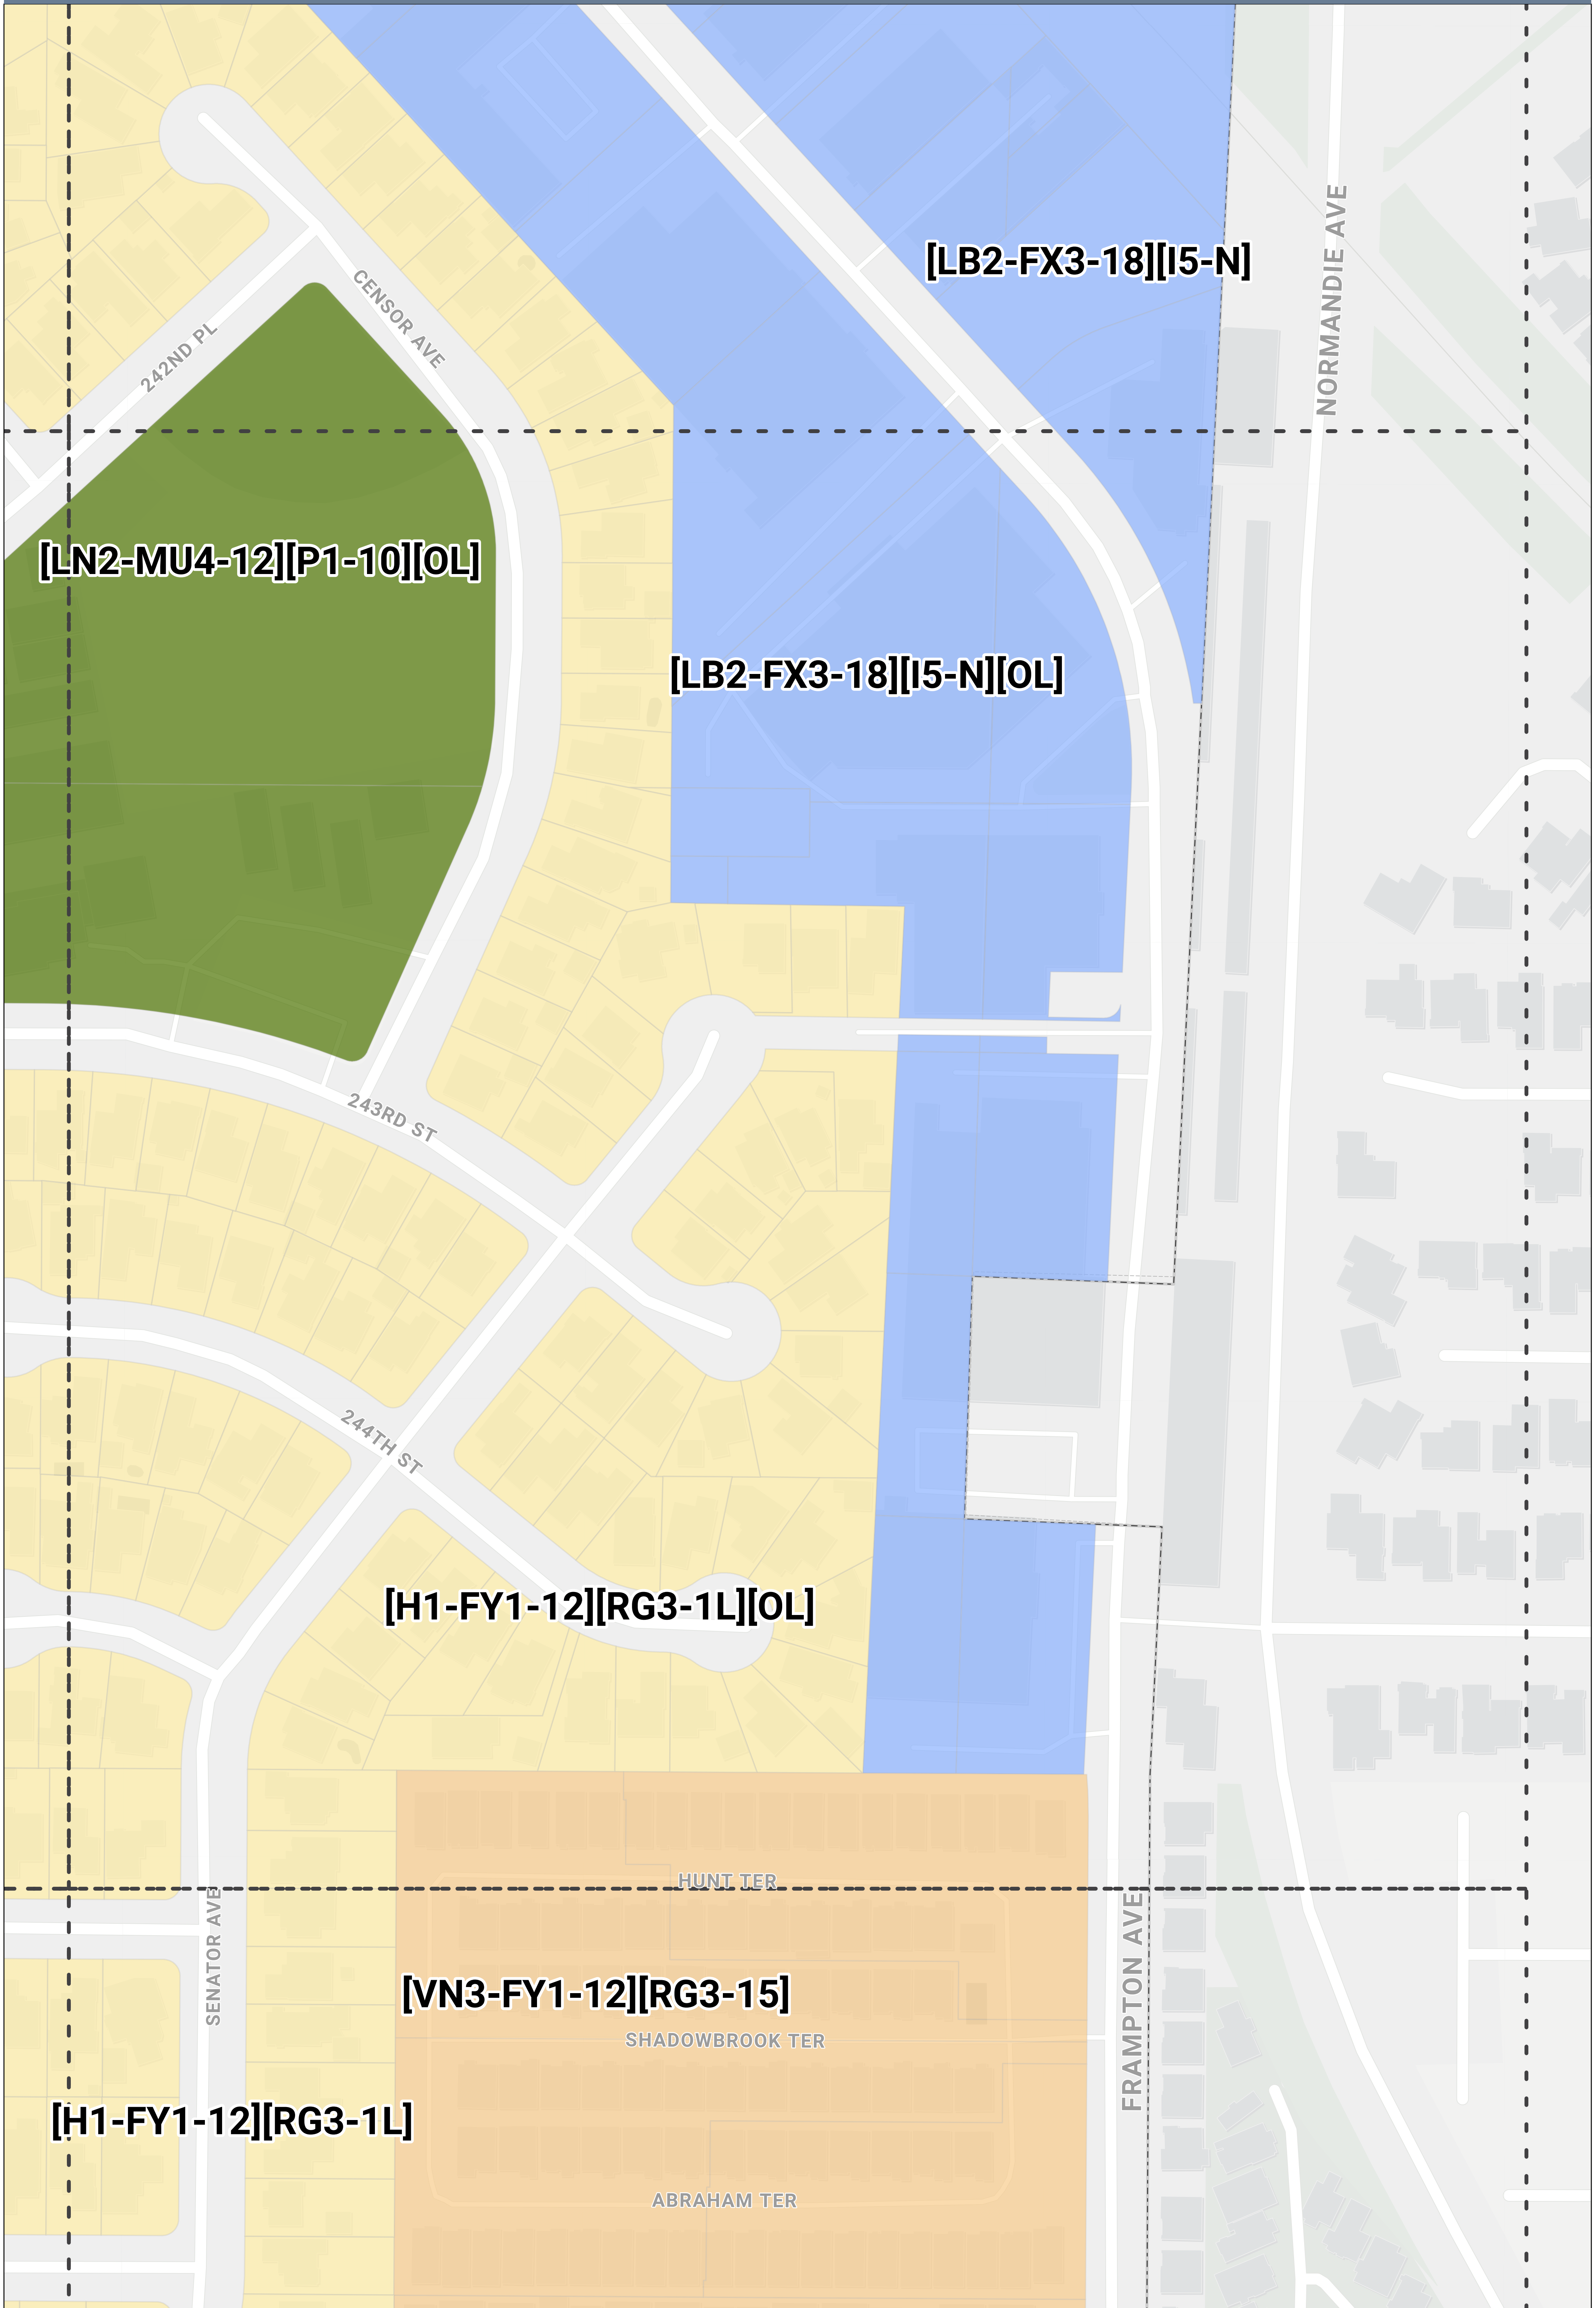 NORMANDIE AVE
[LB2-FX3-18][I5-N]
CENSOR AVE
242ND PL
[LN2-MU4-12][P1-10][OL]
[LB2-FX3-18][I5-N][OL]
243RD ST
244TH ST
[H1-FY1-12][RG3-1L][OL]
HUNT TER
SENATOR AVE
FRAMPTON AVE
[VN3-FY1-12][RG3-15]
SHADOWBROOK TER
[H1-FY1-12][RG3-1L]
ABRAHAM TER